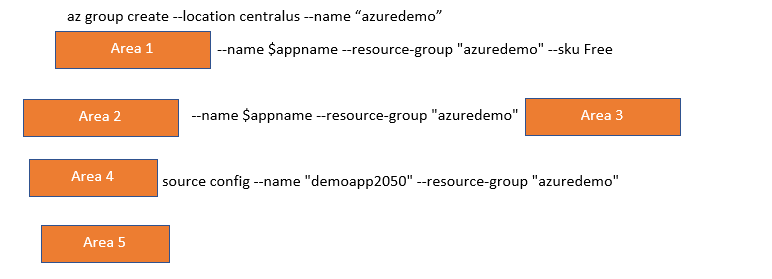 az group create --location centralus --name “azuredemo”
Area 1 --name $appname --resource-group "azuredemo" --sku Free
Area 2 --name $appname --resource-group "azuredemo" Area 3
Area 4 source config --name "demoapp2050" --resource-group "azuredemo"
Area 5